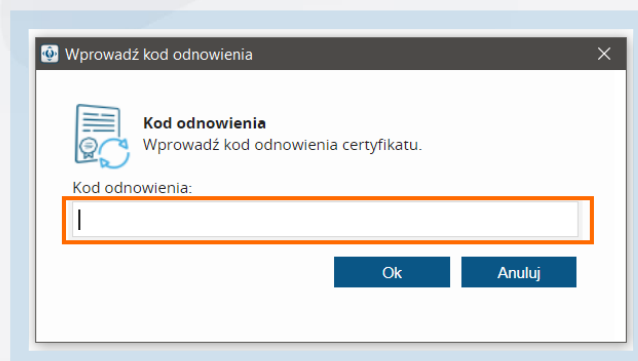 Wprowadź kod odnowienia
Kod odnowienia
Wprowadź kod odnowienia certyfikatu.
Kod odnowienia:
Ok Anuluj